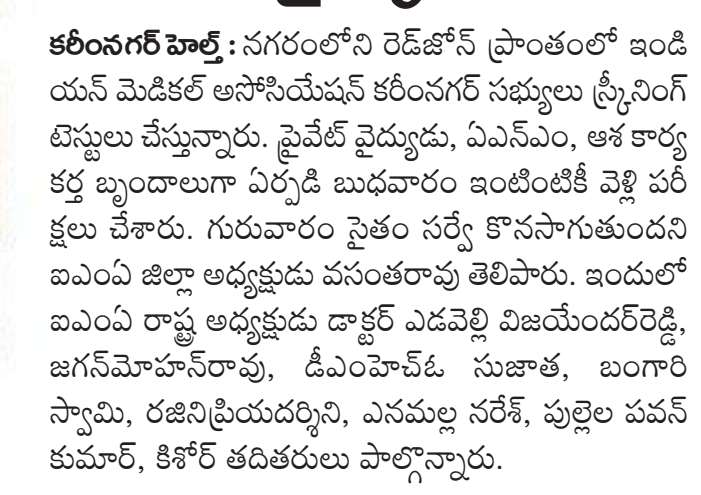 కరీంనగర్ హెల్త్ : నగరంలోని రెడ్‌జోన్ ప్రాంతంలో ఇండి
యన్ మెడికల్ అసోసియేషన్ కరీంనగర్ సభ్యులు స్క్రీనింగ్
టెస్టులు చేస్తున్నారు. ప్రైవేట్ వైద్యుడు, ఏఎన్ఎం, ఆశ కార్య
కర్త బృందాలుగా ఏర్పడి బుధవారం ఇంటింటికీ వెళ్లి పరీ
క్షలు చేశారు. గురువారం సైతం సర్వే కొనసాగుతుందని
ఐఎంఏ జిల్లా అధ్యక్షుడు వసంతరావు తెలిపారు. ఇందులో
ఐఎంఏ రాష్ట్ర అధ్యక్షుడు డాక్టర్ ఎడవెల్లి విజయేందర్‌రెడ్డి,
జగన్‌మోహన్‌రావు, డీఎంహెచ్ఓ సుజాత, బంగారి
స్వామి, రజినిప్రియదర్శిని, ఎనమల్ల నరేశ్, పుల్లెల పవన్
కుమార్, కిశోర్ తదితరులు పాల్గొన్నారు.